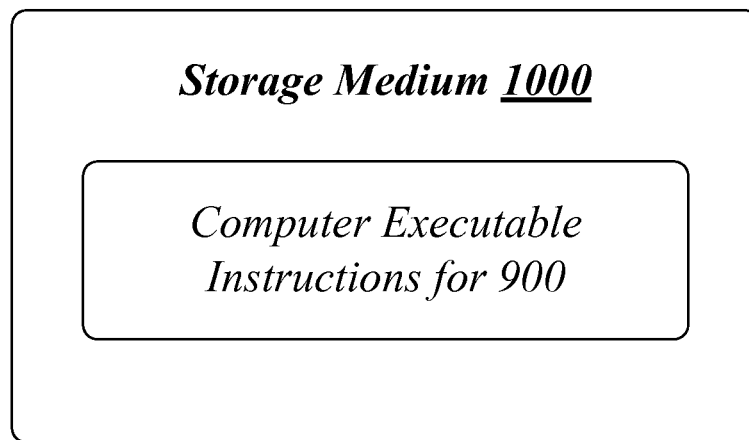 Storage Medium 1000
Computer Executable
Instructions for 900